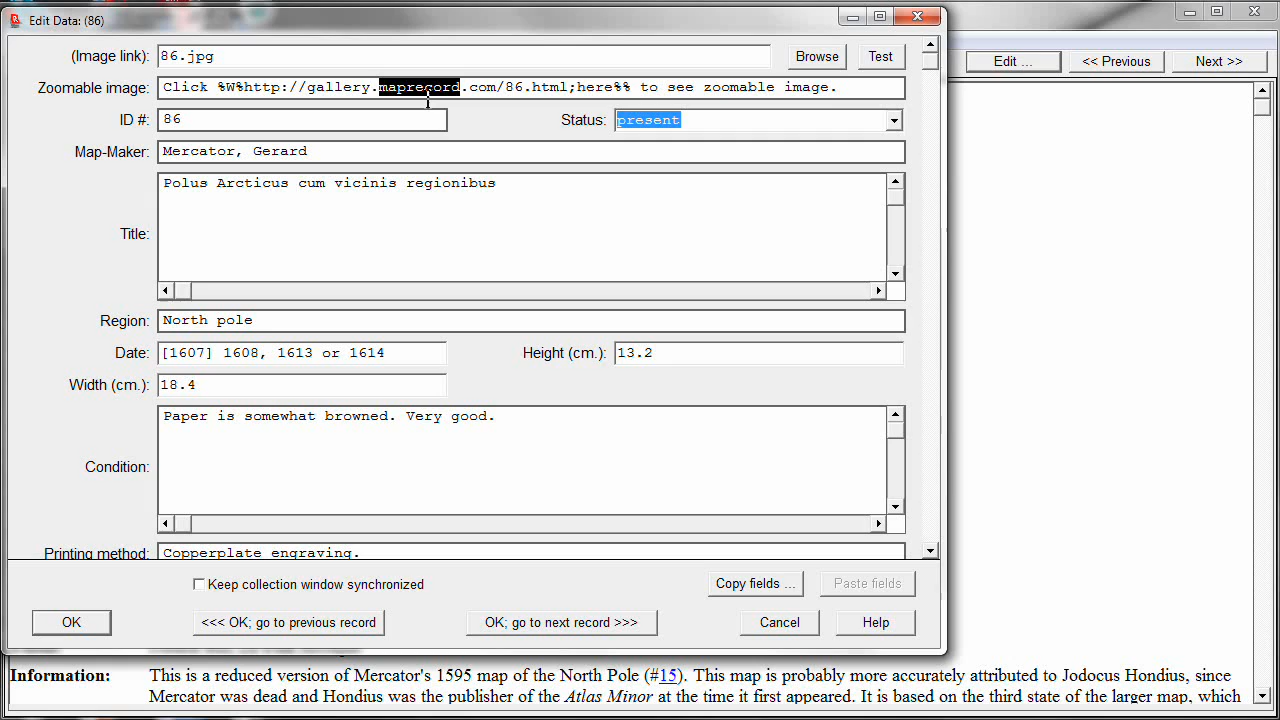 Edit Data: (86)
(Image link): 86.jpg Browse Test
Edit ... << Previous Next >>
Zoomable image: Click %W%http://gallery.maprecord.com/86.html;here%% to see zoomable image.
ID #: 86 Status: present
Map-Maker: Mercator, Gerard
Polus Arcticus cum vicinis regionibus
Title:
Region: North pole
Date: [1607] 1608, 1613 or 1614 Height (cm.): 13.2
Width (cm.): 18.4
Paper is somewhat browned. Very good.
Condition:
Printing method: Copperplate engraving.
Keep collection window synchronized Copy fields ... Paste fields
OK <<< OK; go to previous record OK; go to next record >>> Cancel Help
Information: This is a reduced version of Mercator's 1595 map of the North Pole (#15). This map is probably more accurately attributed to Jodocus Hondius, since
Mercator was dead and Hondius was the publisher of the Atlas Minor at the time it first appeared. It is based on the third state of the larger map, which